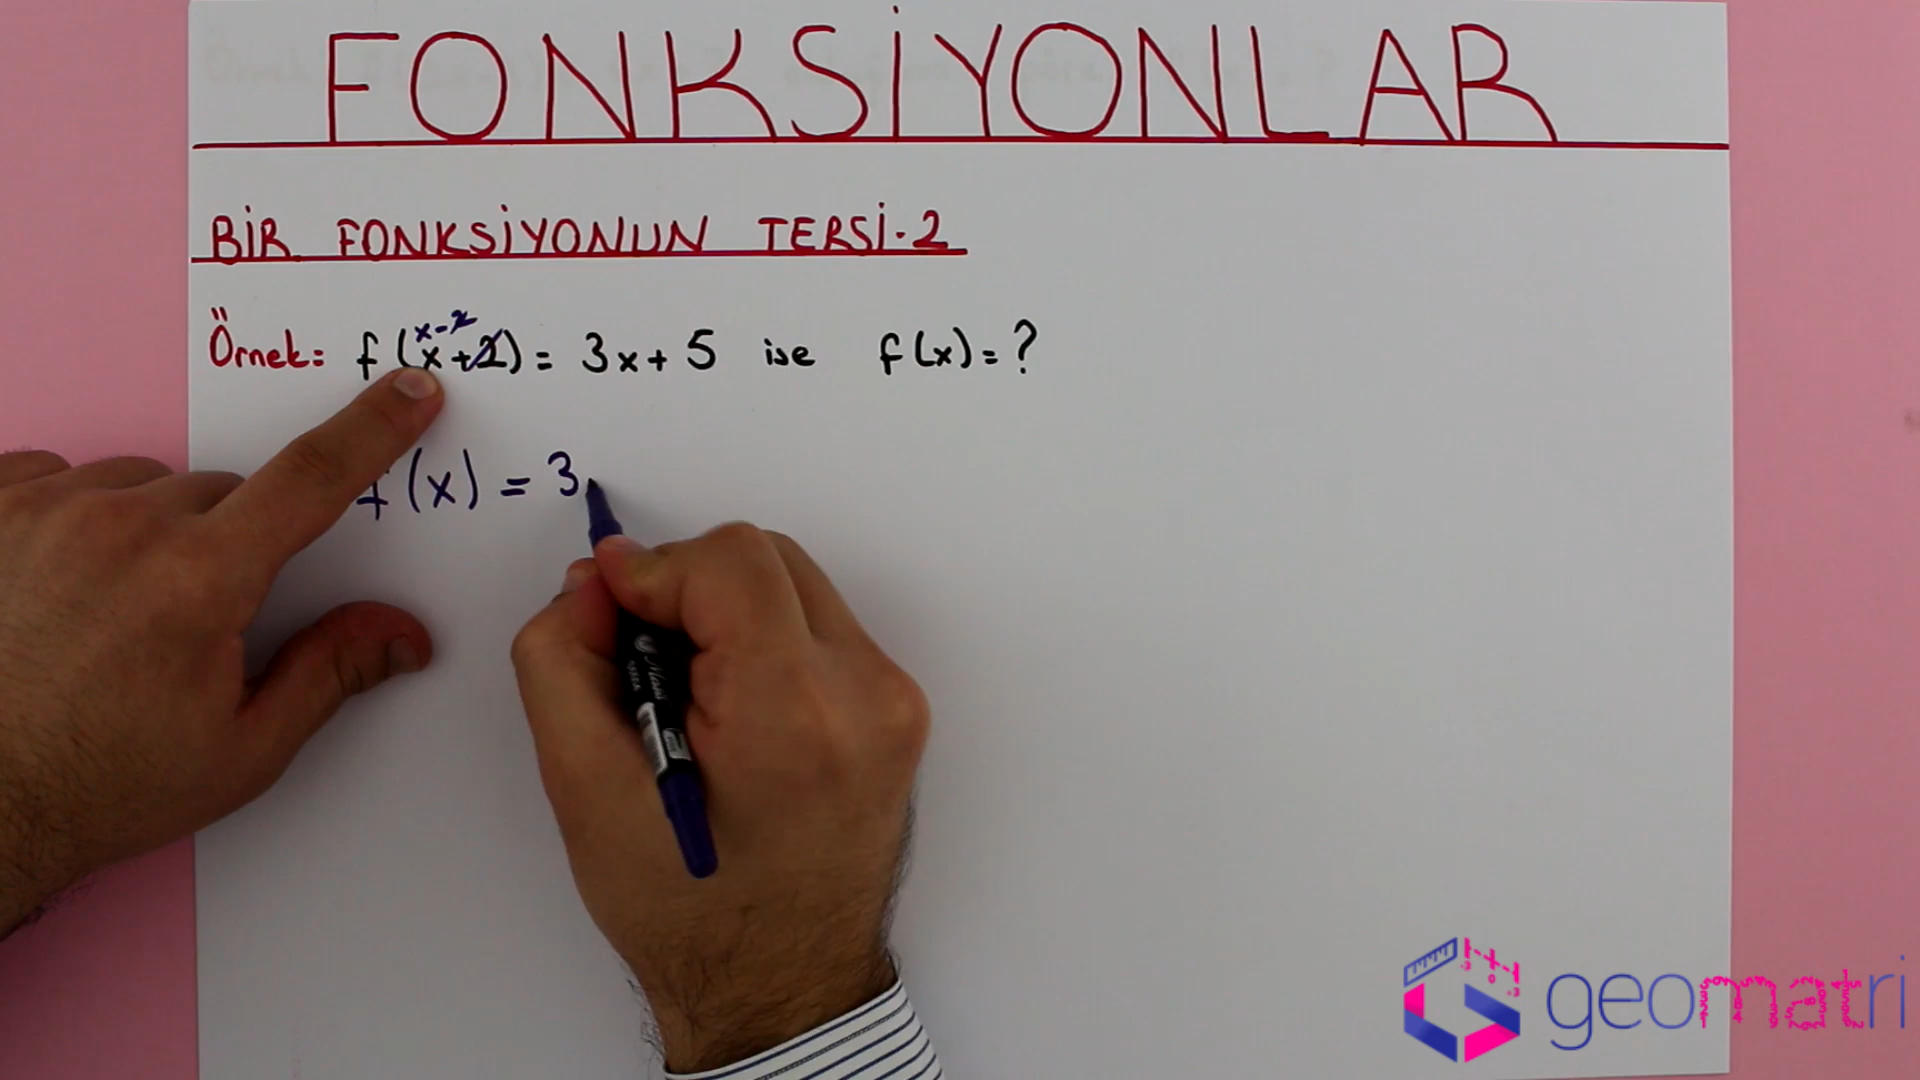 FONKSİYONLAR
BİR FONKSİYONUN TERSİ-2
x-2
Örnek: f(x+2) = 3x+5 ise f(x)=?
f(x) = 3
geomatri